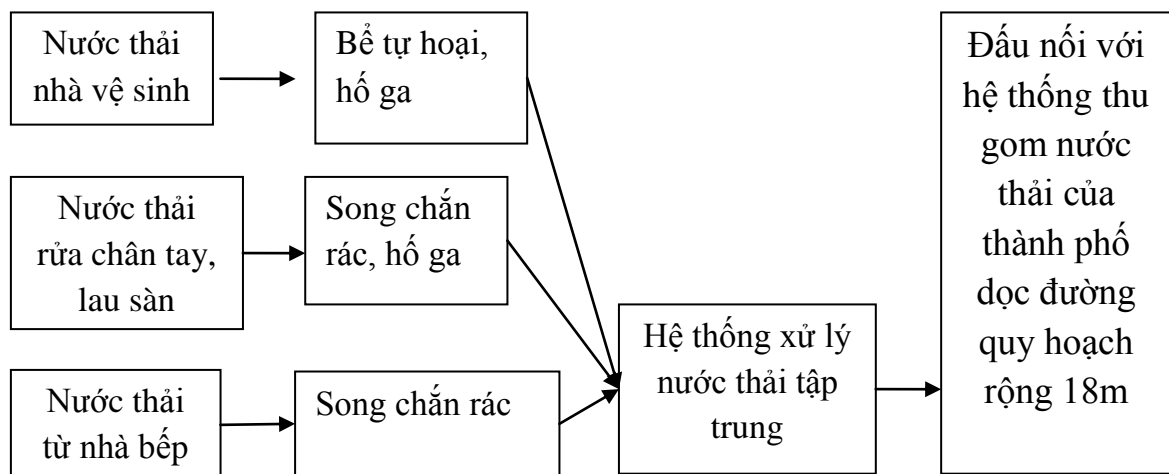 Nước thải
nhà vệ sinh
Bể tự hoại,
hố ga
Nước thải
rửa chân tay,
lau sàn
Song chắn
rác, hố ga
Nước thải
từ nhà bếp
Song chắn rác
Hệ thống xử lý
nước thải tập
trung
Đấu nối với
hệ thống thu
gom nước
thải của
thành phố
dọc đường
quy hoạch
rộng 18m